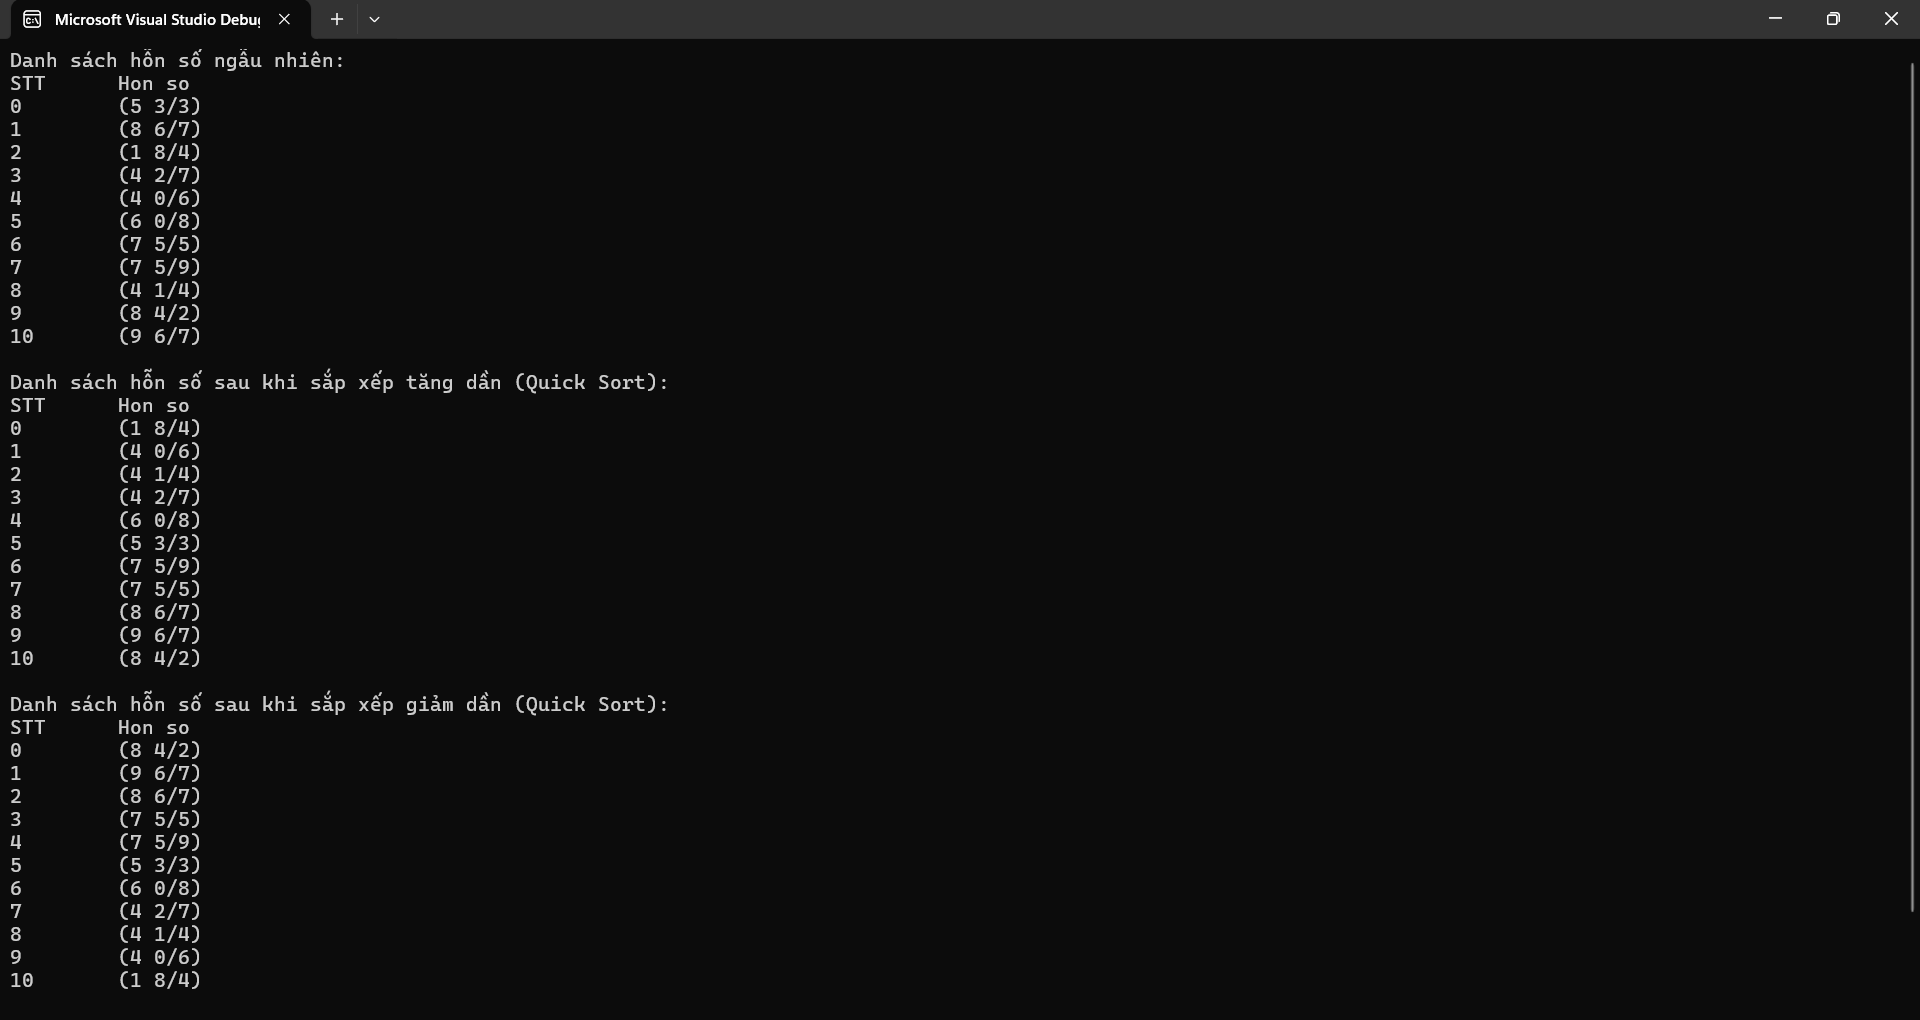 Microsoft Visual Studio Debug
Danh sách hỗn số ngẫu nhiên:
STT Hon so
0 (5 3/3)
1 (8 6/7)
2 (1 8/4)
3 (4 2/7)
4 (4 0/6)
5 (6 0/8)
6 (7 5/5)
7 (7 5/9)
8 (4 1/4)
9 (8 4/2)
10 (9 6/7)
Danh sách hỗn số sau khi sắp xếp tăng dần (Quick Sort):
STT Hon so
0 (1 8/4)
1 (4 0/6)
2 (4 1/4)
3 (4 2/7)
4 (6 0/8)
5 (5 3/3)
6 (7 5/9)
7 (7 5/5)
8 (8 6/7)
9 (9 6/7)
10 (8 4/2)
Danh sách hỗn số sau khi sắp xếp giảm dần (Quick Sort):
STT Hon so
0 (8 4/2)
1 (9 6/7)
2 (8 6/7)
3 (7 5/5)
4 (7 5/9)
5 (5 3/3)
6 (6 0/8)
7 (4 2/7)
8 (4 1/4)
9 (4 0/6)
10 (1 8/4)